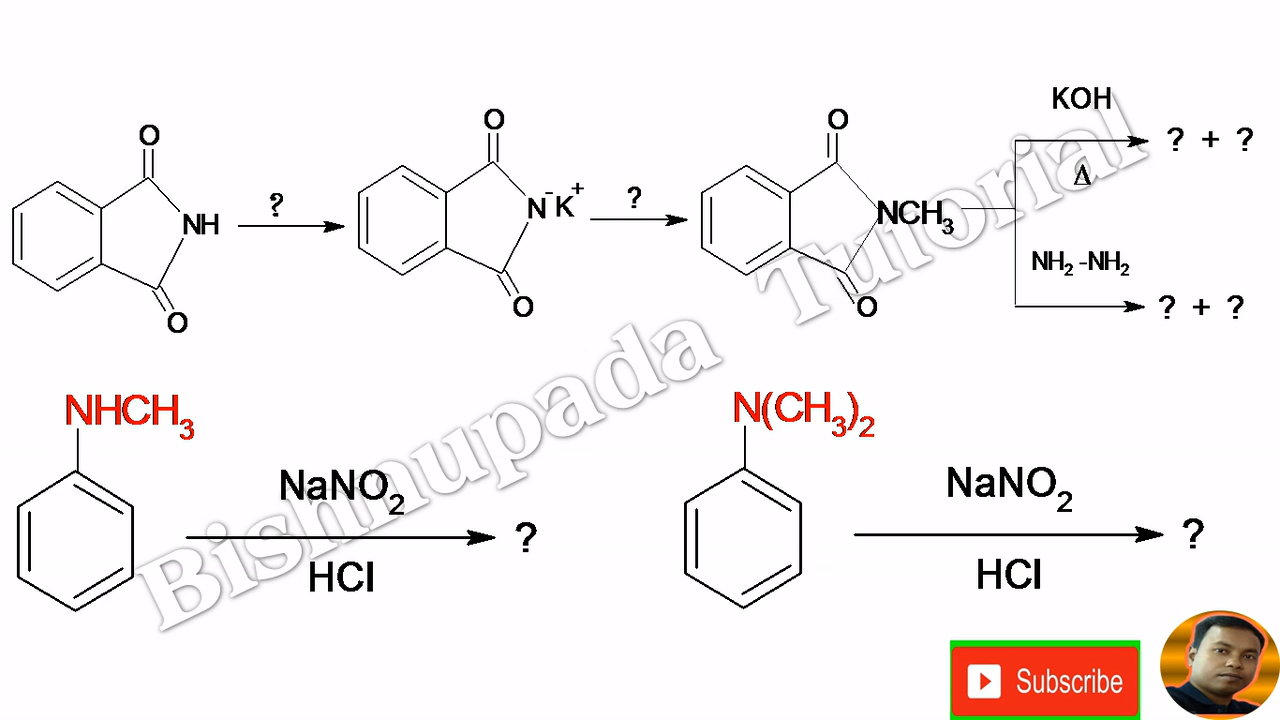 O O O KOH
? ? ? + ?
Δ
NH N⁻K⁺ NCH₃
NH₂ -NH₂
O O O ? + ?
NHCH₃ N(CH₃)₂
NaNO₂ ? NaNO₂ ?
HCl HCl
Bishnupada Tutorial
Subscribe